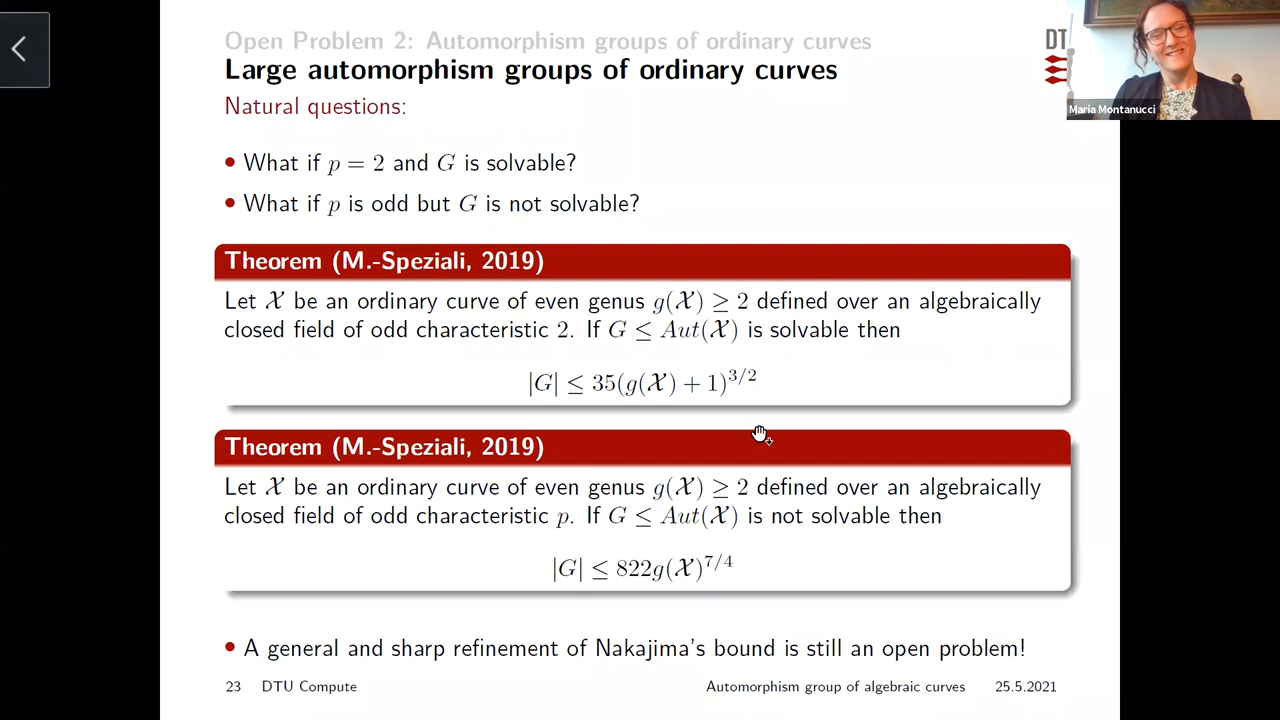 Open Problem 2: Automorphism groups of ordinary curves
Large automorphism groups of ordinary curves
DT
Maria Montanucci
Natural questions:
• What if p = 2 and G is solvable?
• What if p is odd but G is not solvable?
Theorem (M.-Speziali, 2019)
Let 𝒳 be an ordinary curve of even genus g(𝒳) ≥ 2 defined over an algebraically
closed field of odd characteristic 2. If G ≤ Aut(𝒳) is solvable then
|G| ≤ 35(g(𝒳) + 1)^{3/2}
Theorem (M.-Speziali, 2019)
Let 𝒳 be an ordinary curve of even genus g(𝒳) ≥ 2 defined over an algebraically
closed field of odd characteristic p. If G ≤ Aut(𝒳) is not solvable then
|G| ≤ 822g(𝒳)^{7/4}
• A general and sharp refinement of Nakajima's bound is still an open problem!
23 DTU Compute Automorphism group of algebraic curves 25.5.2021